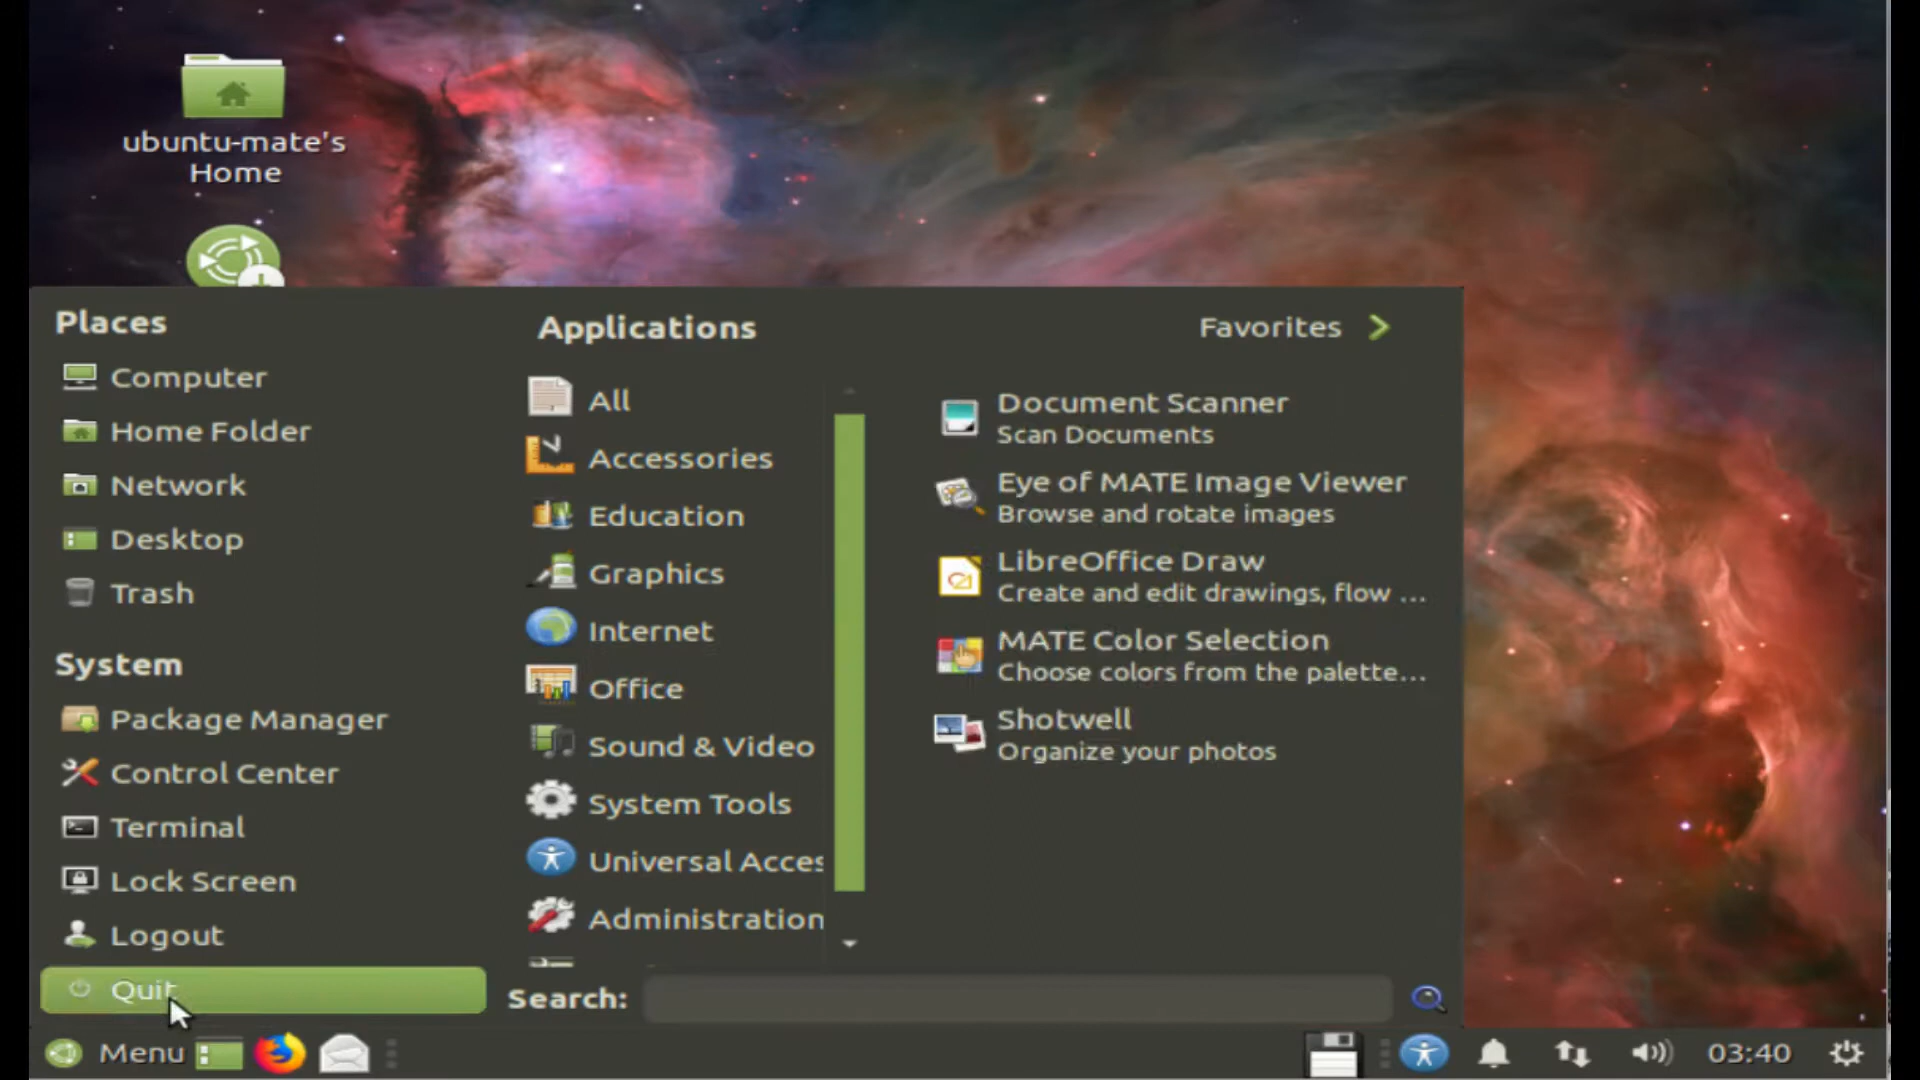 ubuntu-mate's
Home
Places
Computer
Home Folder
Network
Desktop
Trash
System
Package Manager
Control Center
Terminal
Lock Screen
Logout
Quit
Applications
All
Accessories
Education
Graphics
Internet
Office
Sound & Video
System Tools
Universal Acces
Administration
Favorites
Document Scanner
Scan Documents
Eye of MATE Image Viewer
Browse and rotate images
LibreOffice Draw
Create and edit drawings, flow ...
MATE Color Selection
Choose colors from the palette...
Shotwell
Organize your photos
Search:
Menu
03:40